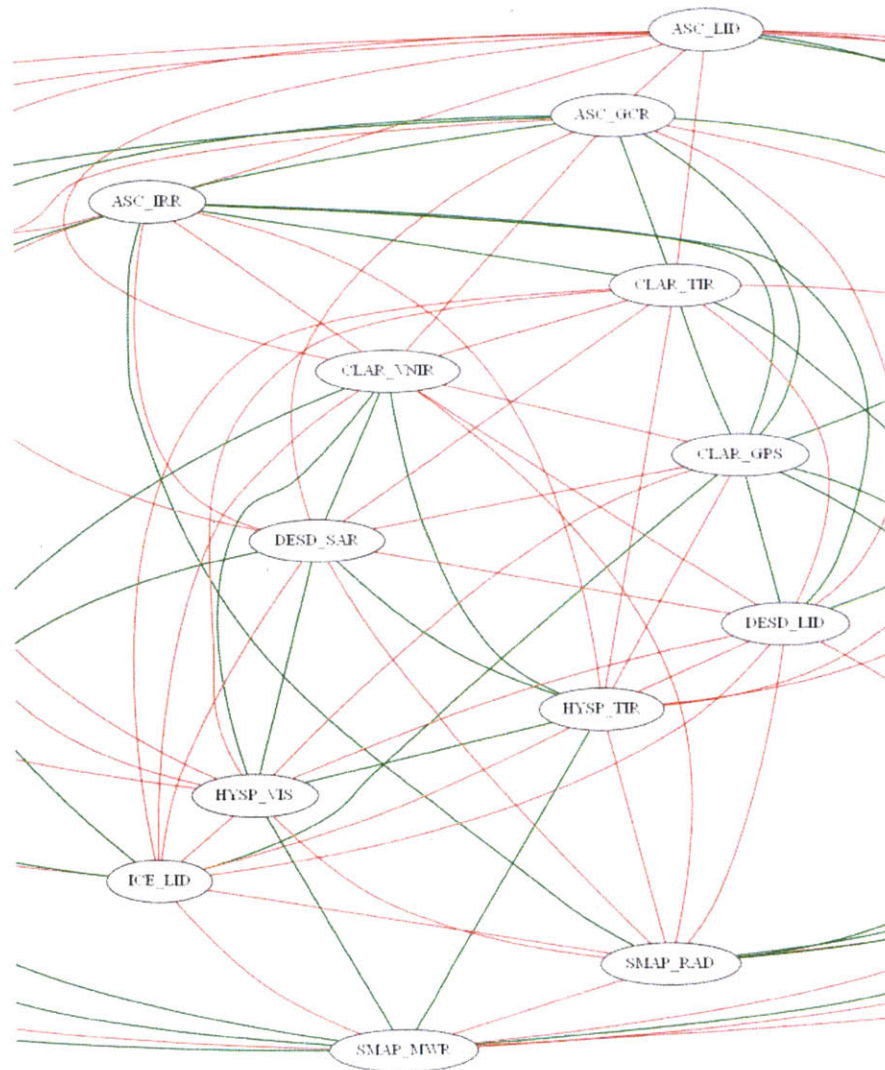 ASC_LID
ASC_GCR
ASC_IRR
CLAR_TIR
CLAR_VNIR
CLAR_GPS
DESD_SAR
DESD_LID
HYSP_TIR
HYSP_VIS
ICE_LID
SMAP_RAD
SMAP_MWR